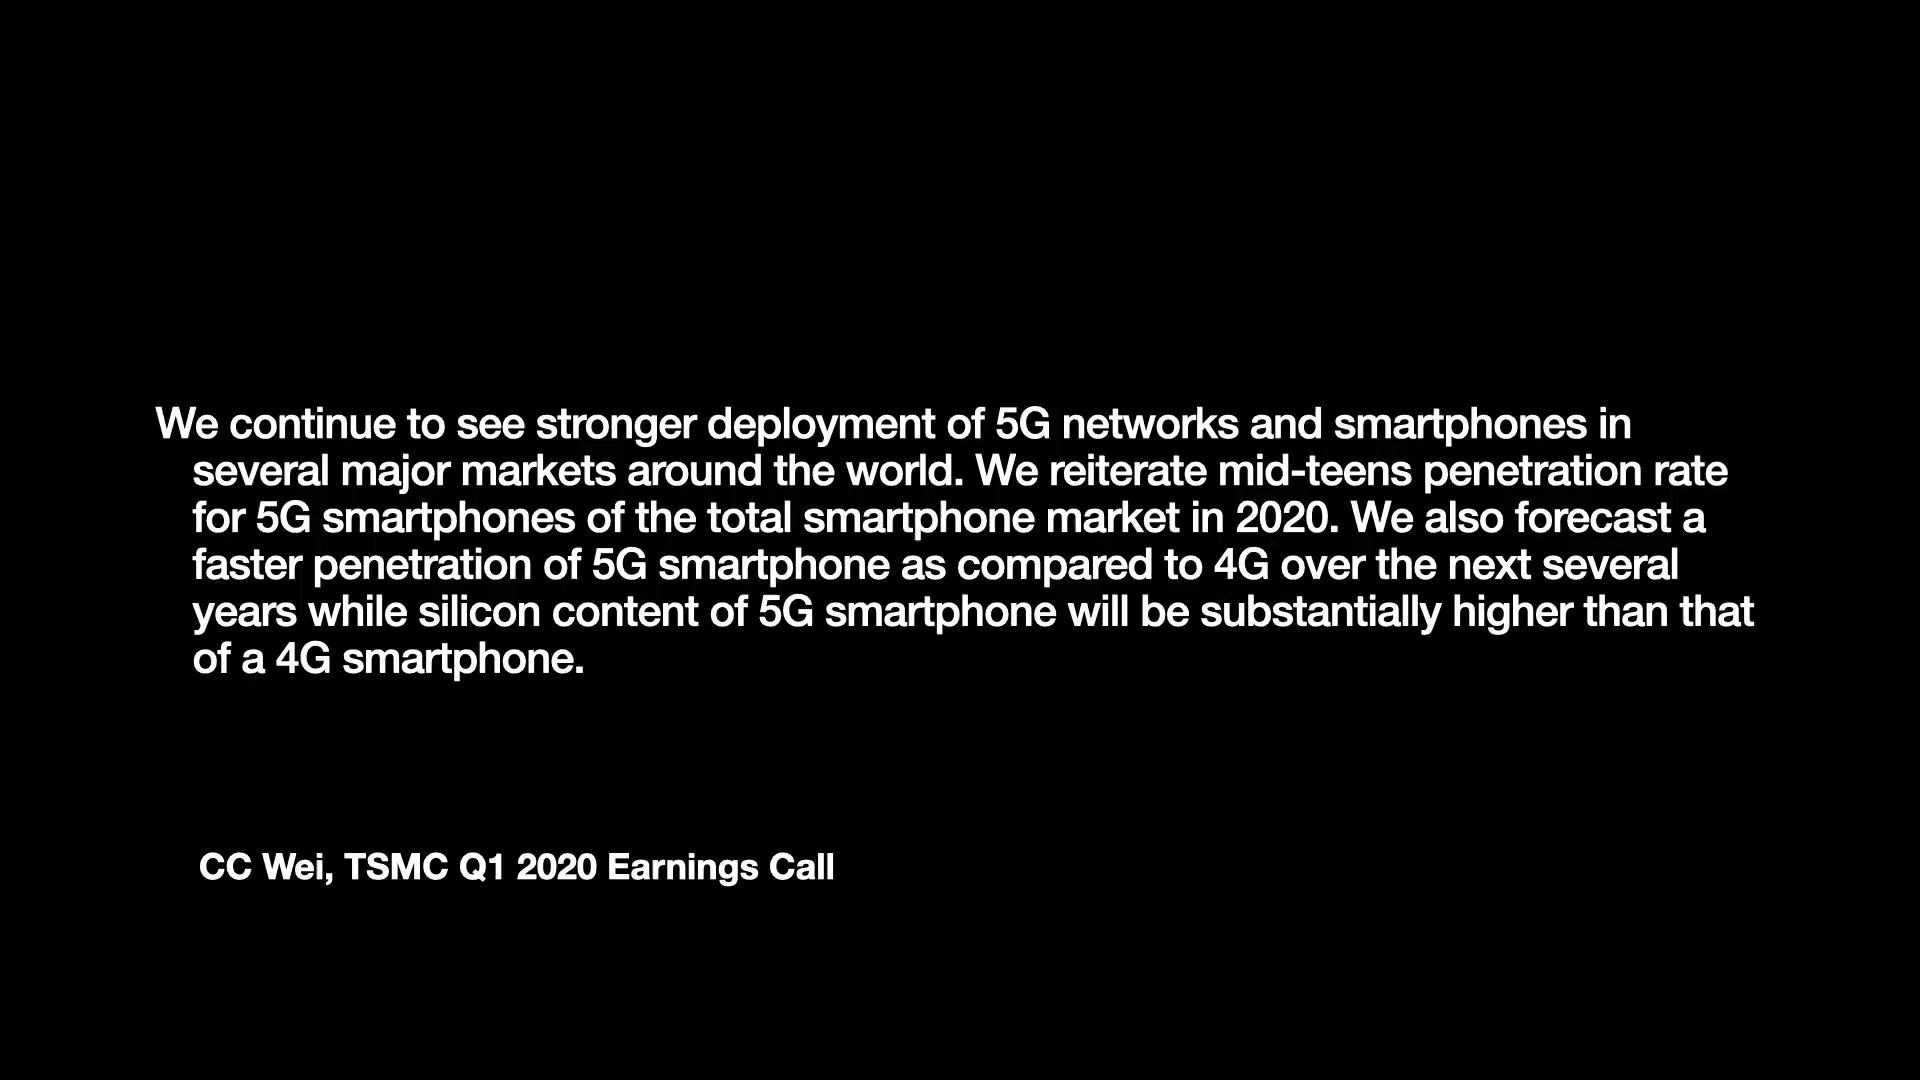 We continue to see stronger deployment of 5G networks and smartphones in
several major markets around the world. We reiterate mid-teens penetration rate
for 5G smartphones of the total smartphone market in 2020. We also forecast a
faster penetration of 5G smartphone as compared to 4G over the next several
years while silicon content of 5G smartphone will be substantially higher than that
of a 4G smartphone.
CC Wei, TSMC Q1 2020 Earnings Call